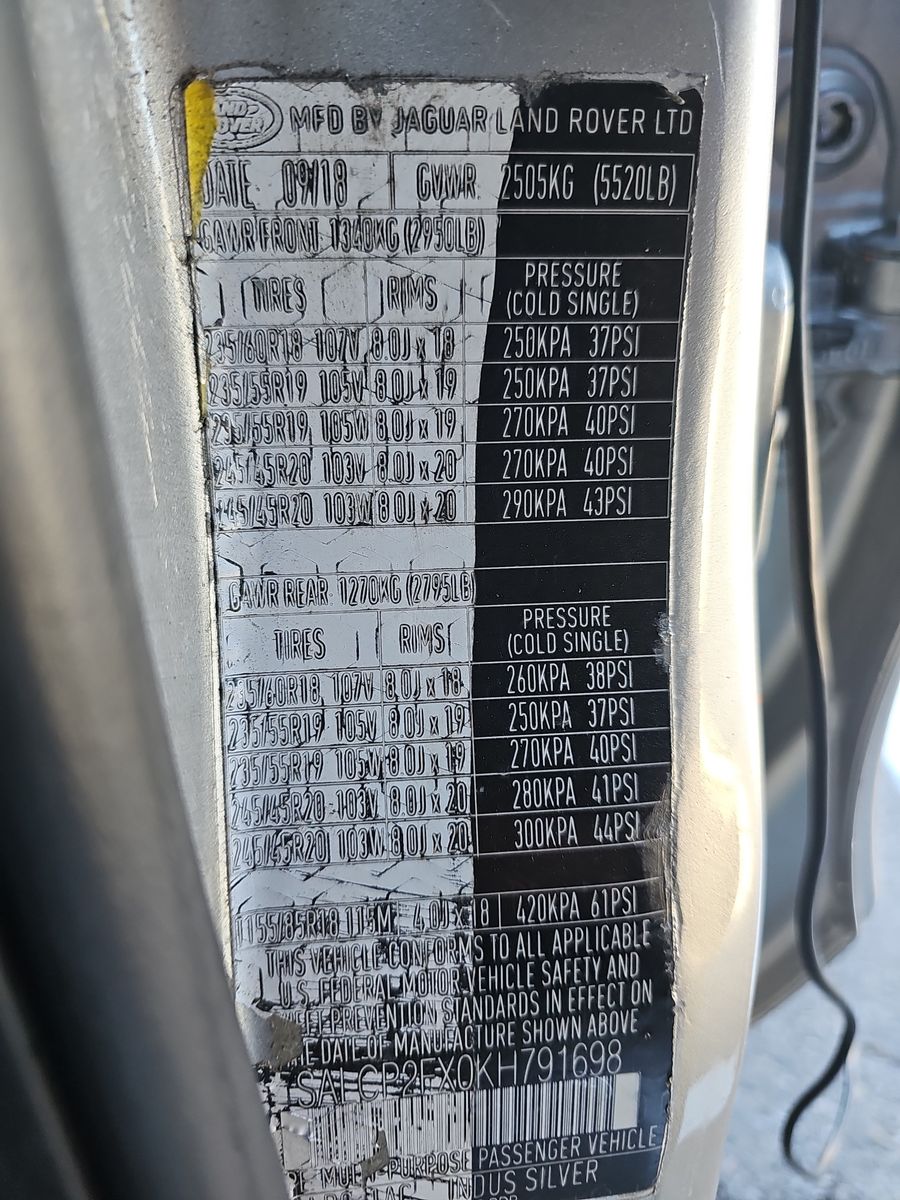 LAND ROVER MFD BY JAGUAR LAND ROVER LTD
DATE 09/18 GVWR 2505KG (5520LB)
GAWR FRONT 1340KG (2950LB)
TIRES RIMS PRESSURE (COLD SINGLE)
235/60R18 107V 8.0J x 18 250KPA 37PSI
235/55R19 105V 8.0J x 19 250KPA 37PSI
235/55R19 105W 8.0J x 19 270KPA 40PSI
245/45R20 103V 8.0J x 20 270KPA 40PSI
245/45R20 103W 8.0J x 20 290KPA 43PSI
GAWR REAR 1270KG (2795LB)
TIRES RIMS PRESSURE (COLD SINGLE)
235/60R18 107V 8.0J x 18 260KPA 38PSI
235/55R19 105V 8.0J x 19 250KPA 37PSI
235/55R19 105W 8.0J x 19 270KPA 40PSI
245/45R20 103V 8.0J x 20 280KPA 41PSI
245/45R20 103W 8.0J x 20 300KPA 44PSI
T155/85R18 115M 4.0J x 18 420KPA 61PSI
THIS VEHICLE CONFORMS TO ALL APPLICABLE
U.S. FEDERAL MOTOR VEHICLE SAFETY AND
THEFT PREVENTION STANDARDS IN EFFECT ON
THE DATE OF MANUFACTURE SHOWN ABOVE
SALCP2FX0KH791698
MULTI PURPOSE PASSENGER VEHICLE
INDUS SILVER